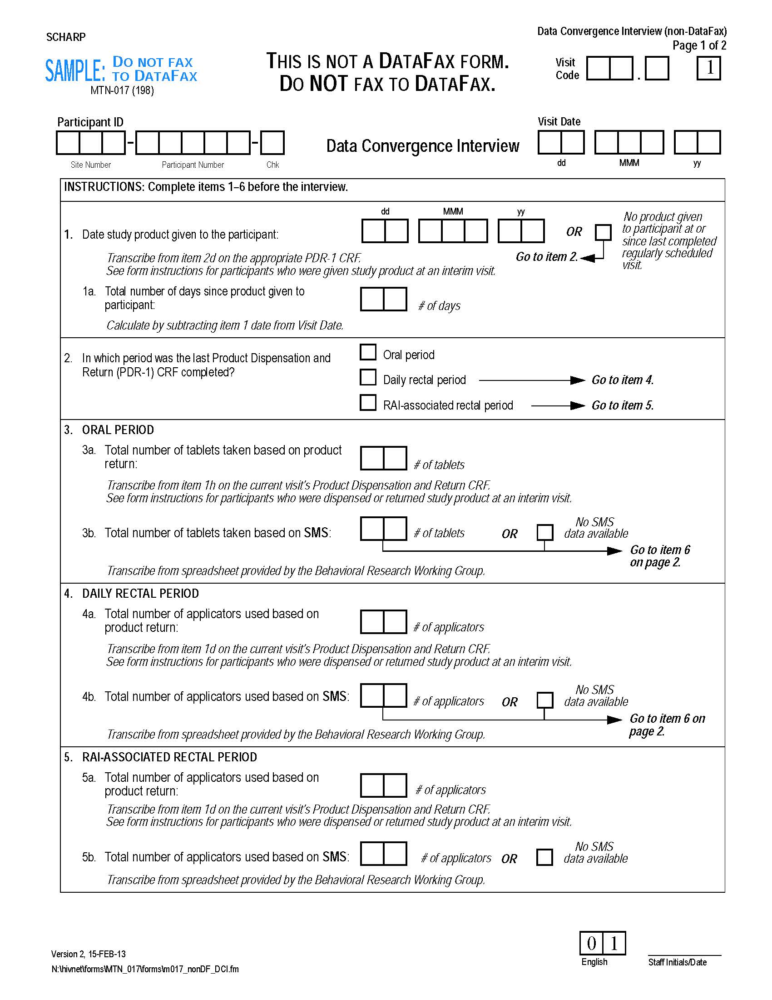 SCHARP
Data Convergence Interview (non-DataFax)
Page 1 of 2
SAMPLE: DO NOT FAX
TO DATAFAX
MTN-017 (198)
THIS IS NOT A DATAFAX FORM.
DO NOT FAX TO DATAFAX.
Visit
Code
. 1
Participant ID
- -
Site Number Participant Number Chk
Data Convergence Interview
Visit Date
dd MMM yy
INSTRUCTIONS: Complete items 1–6 before the interview.
dd MMM yy
1. Date study product given to the participant:
OR
No product given
to participant at or
since last completed
regularly scheduled
visit.
Go to item 2.
Transcribe from item 2d on the appropriate PDR-1 CRF.
See form instructions for participants who were given study product at an interim visit.
1a. Total number of days since product given to
participant:
# of days
Calculate by subtracting item 1 date from Visit Date.
2. In which period was the last Product Dispensation and
Return (PDR-1) CRF completed?
Oral period
Daily rectal period Go to item 4.
RAI-associated rectal period Go to item 5.
3. ORAL PERIOD
3a. Total number of tablets taken based on product
return:
# of tablets
Transcribe from item 1h on the current visit's Product Dispensation and Return CRF.
See form instructions for participants who were dispensed or returned study product at an interim visit.
3b. Total number of tablets taken based on SMS:
# of tablets OR
No SMS
data available
Go to item 6
on page 2.
Transcribe from spreadsheet provided by the Behavioral Research Working Group.
4. DAILY RECTAL PERIOD
4a. Total number of applicators used based on
product return:
# of applicators
Transcribe from item 1d on the current visit's Product Dispensation and Return CRF.
See form instructions for participants who were dispensed or returned study product at an interim visit.
4b. Total number of applicators used based on SMS:
# of applicators OR
No SMS
data available
Go to item 6 on
page 2.
Transcribe from spreadsheet provided by the Behavioral Research Working Group.
5. RAI-ASSOCIATED RECTAL PERIOD
5a. Total number of applicators used based on
product return:
# of applicators
Transcribe from item 1d on the current visit's Product Dispensation and Return CRF.
See form instructions for participants who were dispensed or returned study product at an interim visit.
5b. Total number of applicators used based on SMS:
# of applicators OR
No SMS
data available
Transcribe from spreadsheet provided by the Behavioral Research Working Group.
0 1
English
Staff Initials/Date
Version 2, 15-FEB-13
N:\hivnet\forms\MTN_017\forms\m017_nonDF_DCI.fm